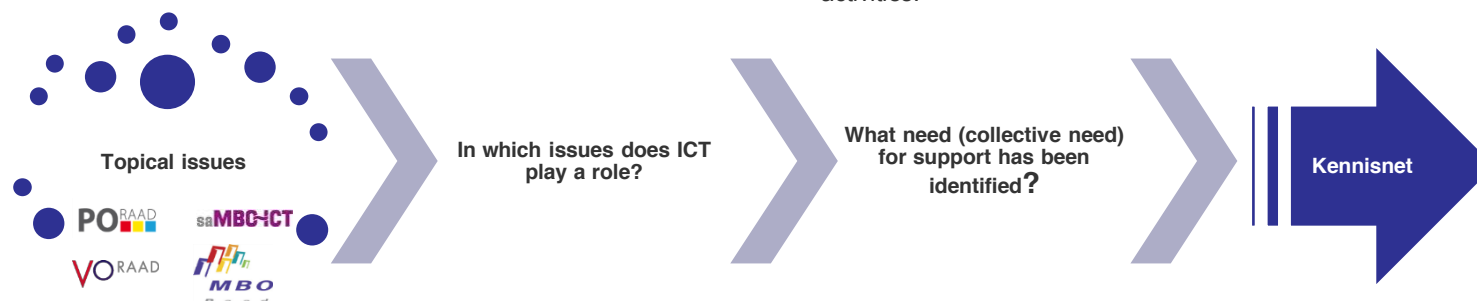 Topical issues
PO RAAD
saMBO-ICT
VO RAAD
MBO
In which issues does ICT
play a role?
What need (collective need)
for support has been
identified?
Kennisnet